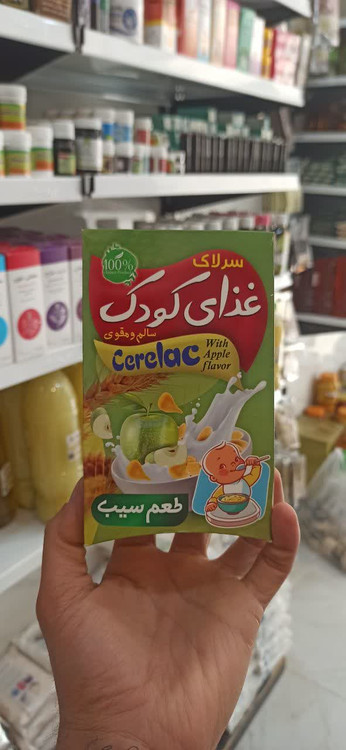 100%
سرلاک
غذای کودک
سالم و مقوی
Cerelac
With
Apple
flavor
طعم سیب